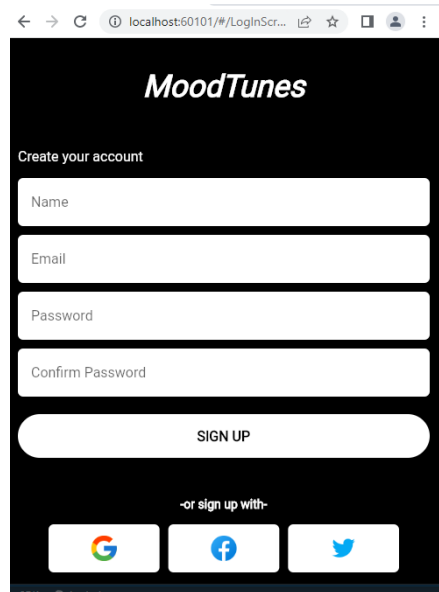 localhost:60101/#/LogInScr...
MoodTunes
Create your account
Name
Email
Password
Confirm Password
SIGN UP
-or sign up with-